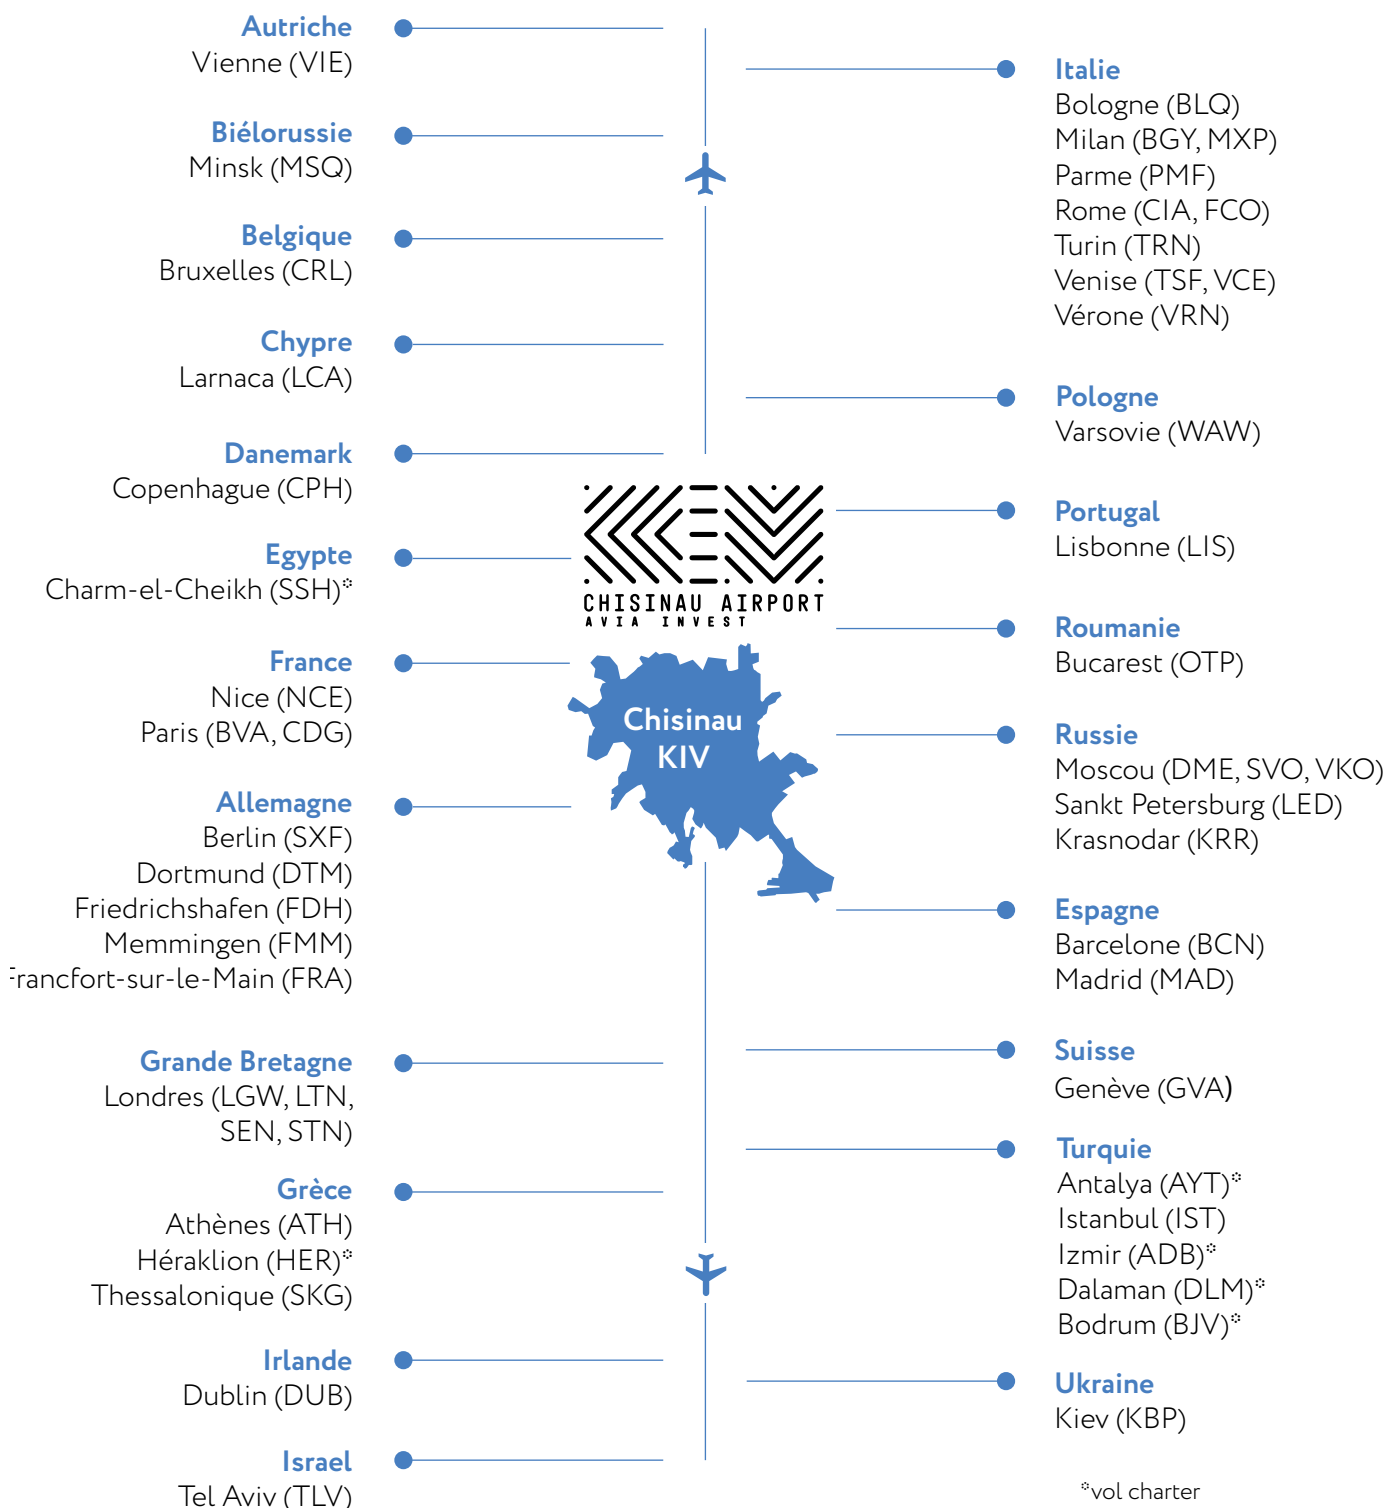 Autriche
Vienne (VIE)
Biélorussie
Minsk (MSQ)
Belgique
Bruxelles (CRL)
Chypre
Larnaca (LCA)
Danemark
Copenhague (CPH)
Egypte
Charm-el-Cheikh (SSH)*
France
Nice (NCE)
Paris (BVA, CDG)
Allemagne
Berlin (SXF)
Dortmund (DTM)
Friedrichshafen (FDH)
Memmingen (FMM)
Francfort-sur-le-Main (FRA)
Grande Bretagne
Londres (LGW, LTN,
SEN, STN)
Grèce
Athènes (ATH)
Héraklion (HER)*
Thessalonique (SKG)
Irlande
Dublin (DUB)
Israel
Tel Aviv (TLV)
CHISINAU AIRPORT
AVIA INVEST
Chisinau
KIV
Italie
Bologne (BLQ)
Milan (BGY, MXP)
Parme (PMF)
Rome (CIA, FCO)
Turin (TRN)
Venise (TSF, VCE)
Vérone (VRN)
Pologne
Varsovie (WAW)
Portugal
Lisbonne (LIS)
Roumanie
Bucarest (OTP)
Russie
Moscou (DME, SVO, VKO)
Sankt Petersburg (LED)
Krasnodar (KRR)
Espagne
Barcelone (BCN)
Madrid (MAD)
Suisse
Genève (GVA)
Turquie
Antalya (AYT)*
Istanbul (IST)
Izmir (ADB)*
Dalaman (DLM)*
Bodrum (BJV)*
Ukraine
Kiev (KBP)
*vol charter